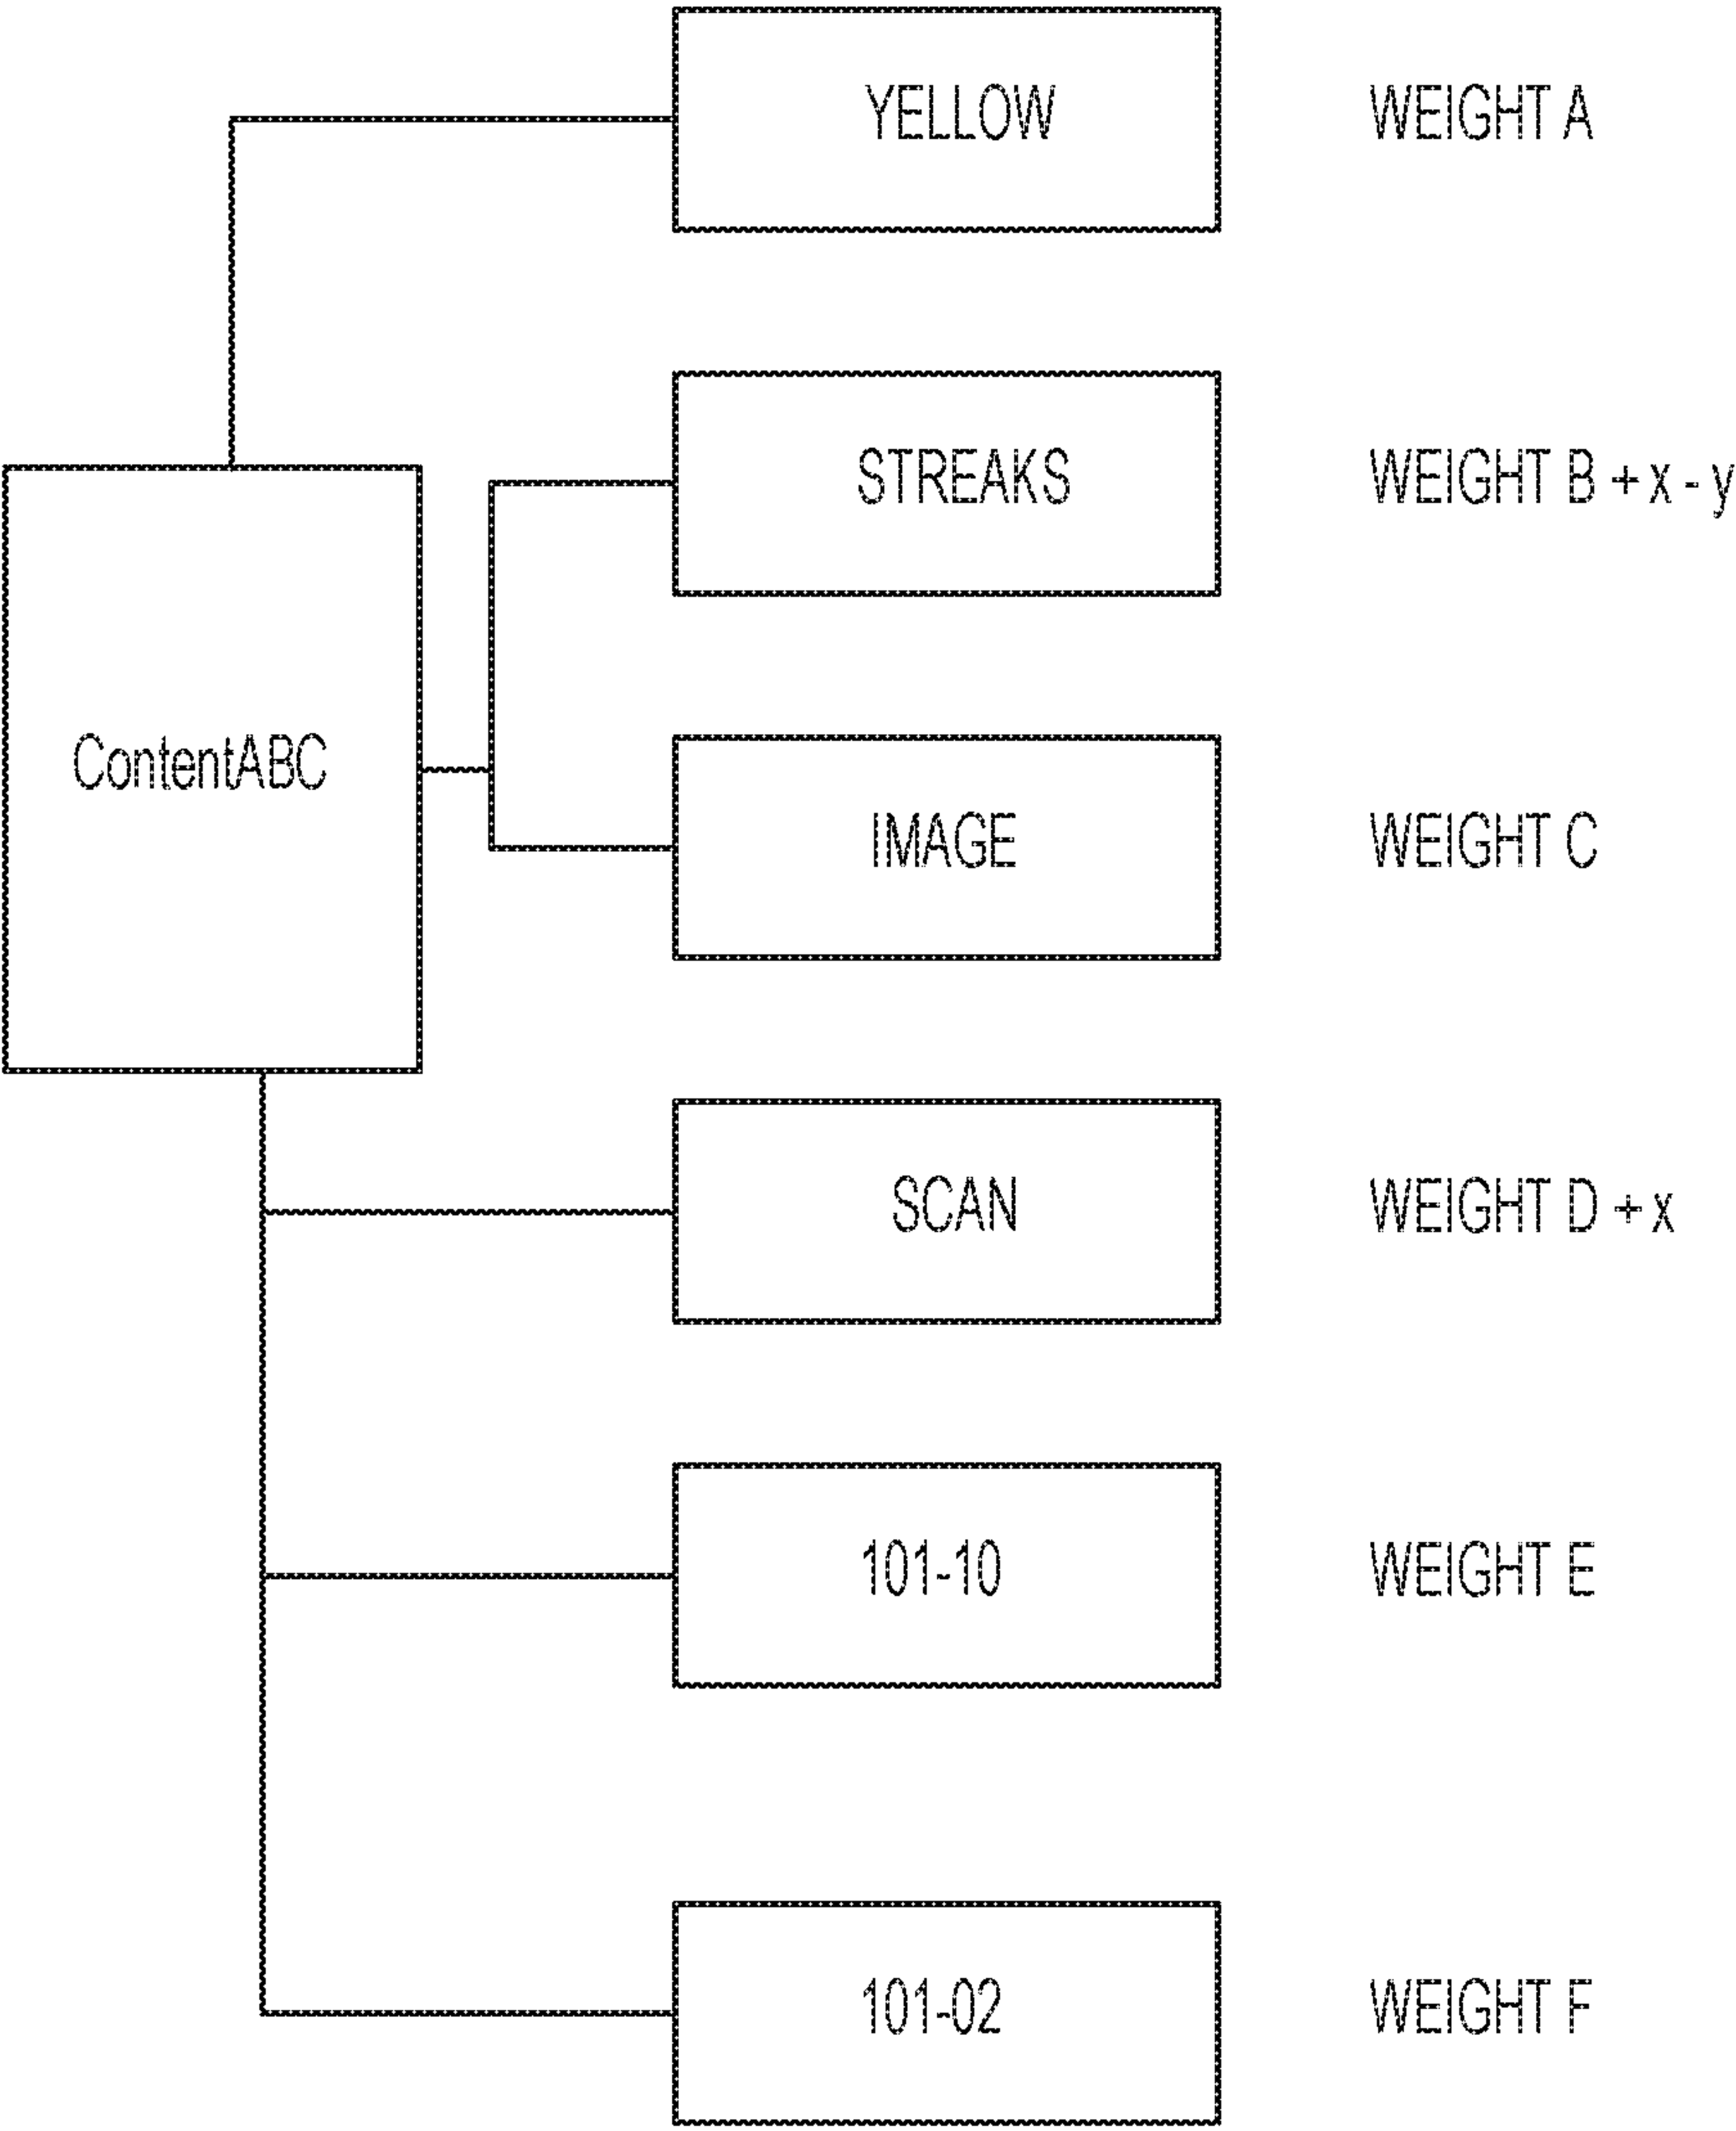 YELLOW WEIGHT A
STREAKS WEIGHT B + x - y
ContentABC
IMAGE WEIGHT C
SCAN WEIGHT D + x
101-10 WEIGHT E
101-02 WEIGHT F